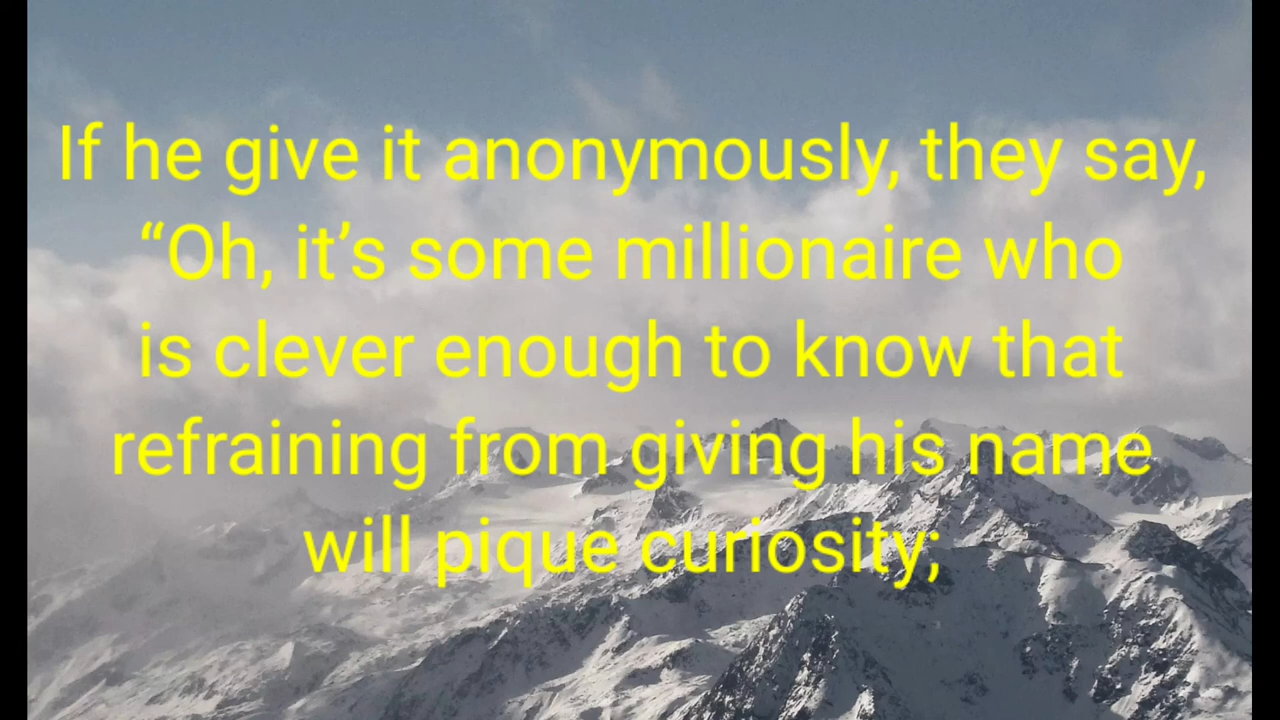 If he give it anonymously, they say,
“Oh, it’s some millionaire who
is clever enough to know that
refraining from giving his name
will pique curiosity;